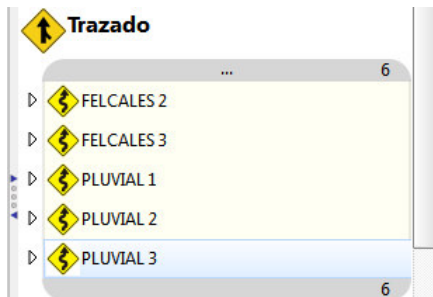 Trazado
... 6
FELCALES 2
FELCALES 3
PLUVIAL 1
PLUVIAL 2
PLUVIAL 3
6